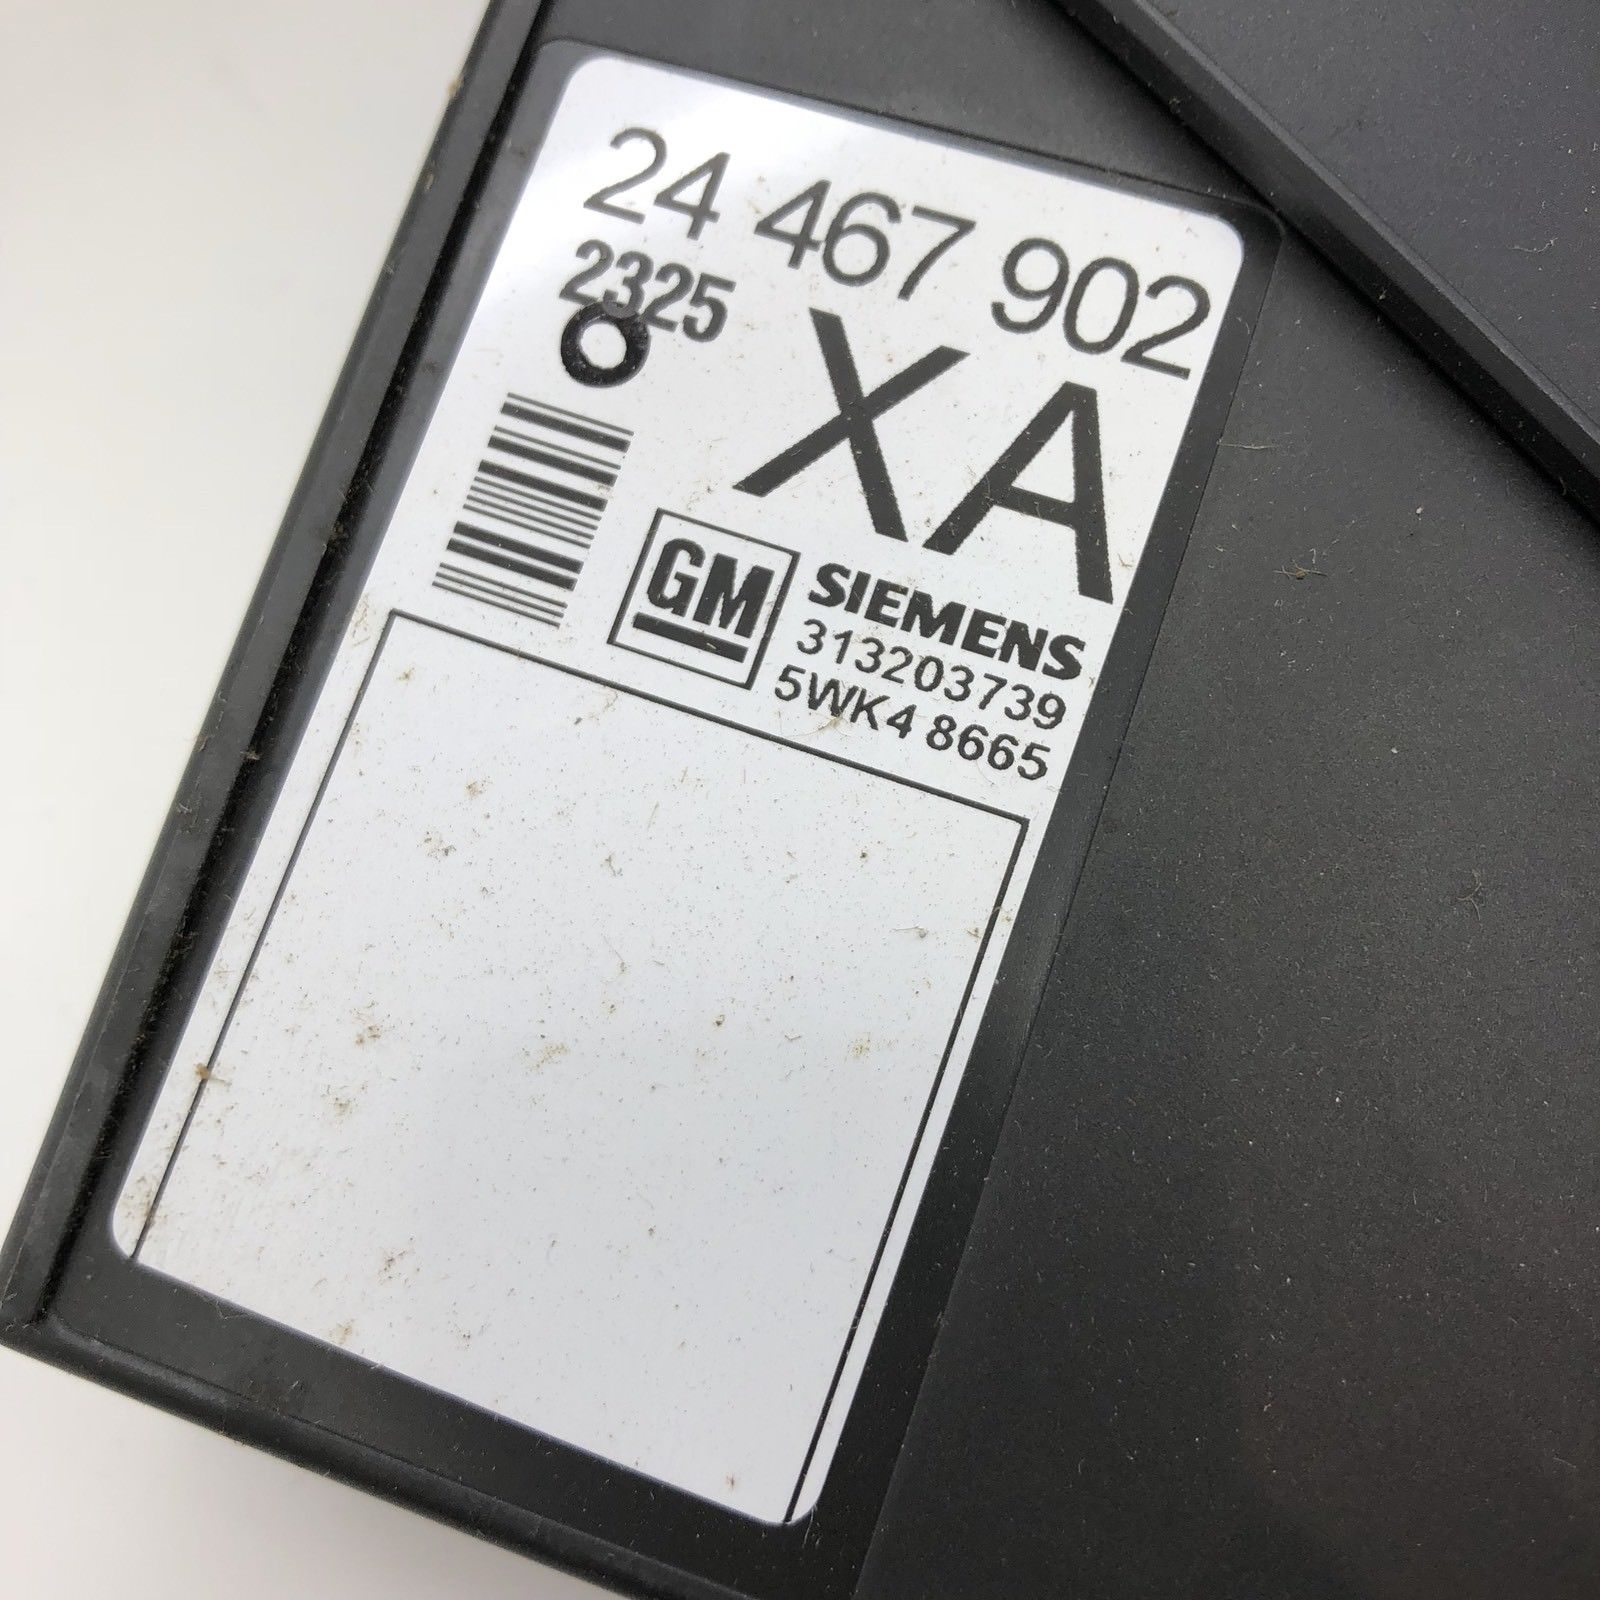 24 467 902
2325
XA
GM
SIEMENS
313203739
5WK4 8665